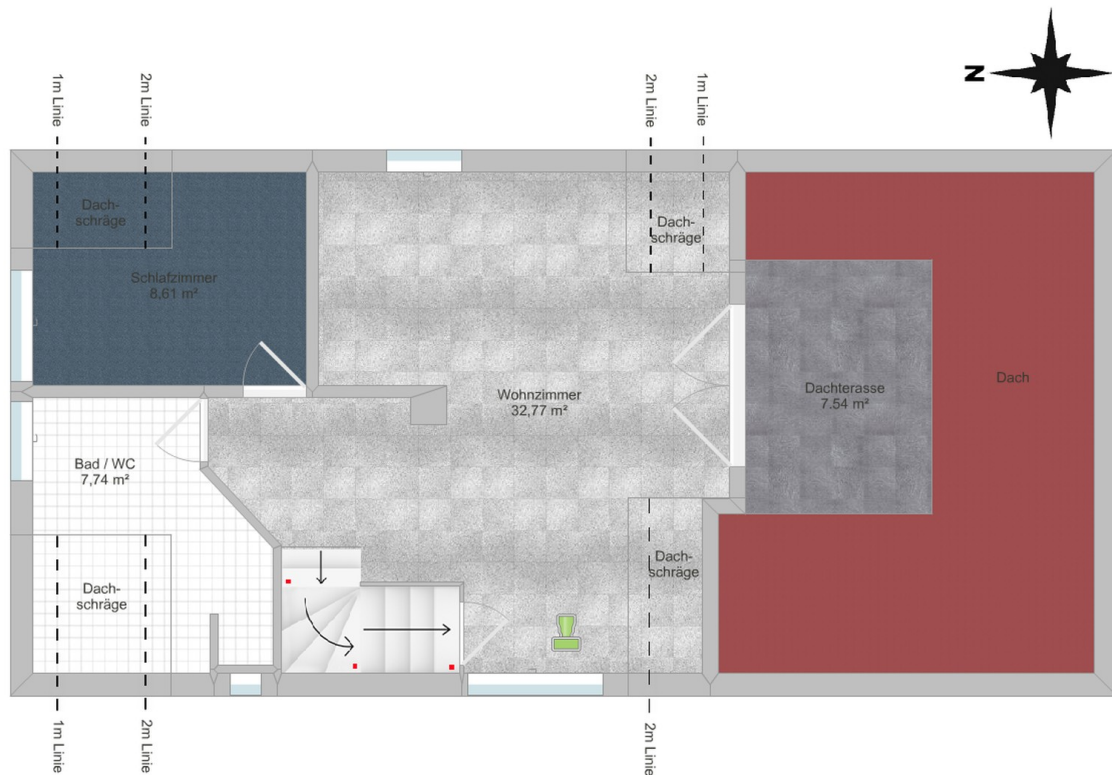 N
1m Linie
2m Linie
2m Linie
1m Linie
Dach-
schräge
Dach-
schräge
Schlafzimmer
8,61 m²
Wohnzimmer
32,77 m²
Dachterasse
7.54 m²
Dach
Bad / WC
7,74 m²
Dach-
schräge
Dach-
schräge
1m Linie
2m Linie
2m Linie